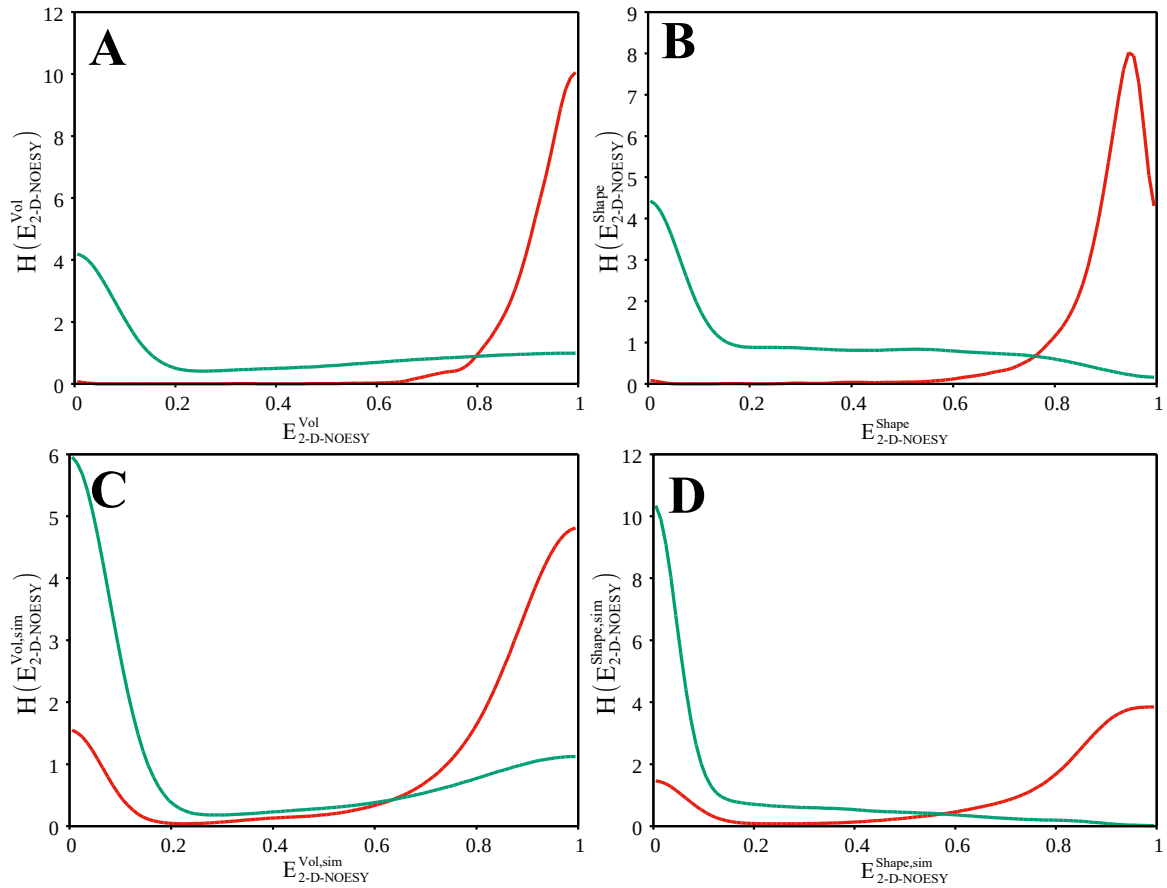 A
12
10
8
6
4
2
0
H(E^Vol_2-D-NOESY)
0 0.2 0.4 0.6 0.8 1
E^Vol_2-D-NOESY
B
9
8
7
6
5
4
3
2
1
0
H(E^Shape_2-D-NOESY)
0 0.2 0.4 0.6 0.8 1
E^Shape_2-D-NOESY
C
6
5
4
3
2
1
0
H(E^Vol,sim_2-D-NOESY)
0 0.2 0.4 0.6 0.8 1
E^Vol,sim_2-D-NOESY
D
12
10
8
6
4
2
0
H(E^Shape,sim_2-D-NOESY)
0 0.2 0.4 0.6 0.8 1
E^Shape,sim_2-D-NOESY